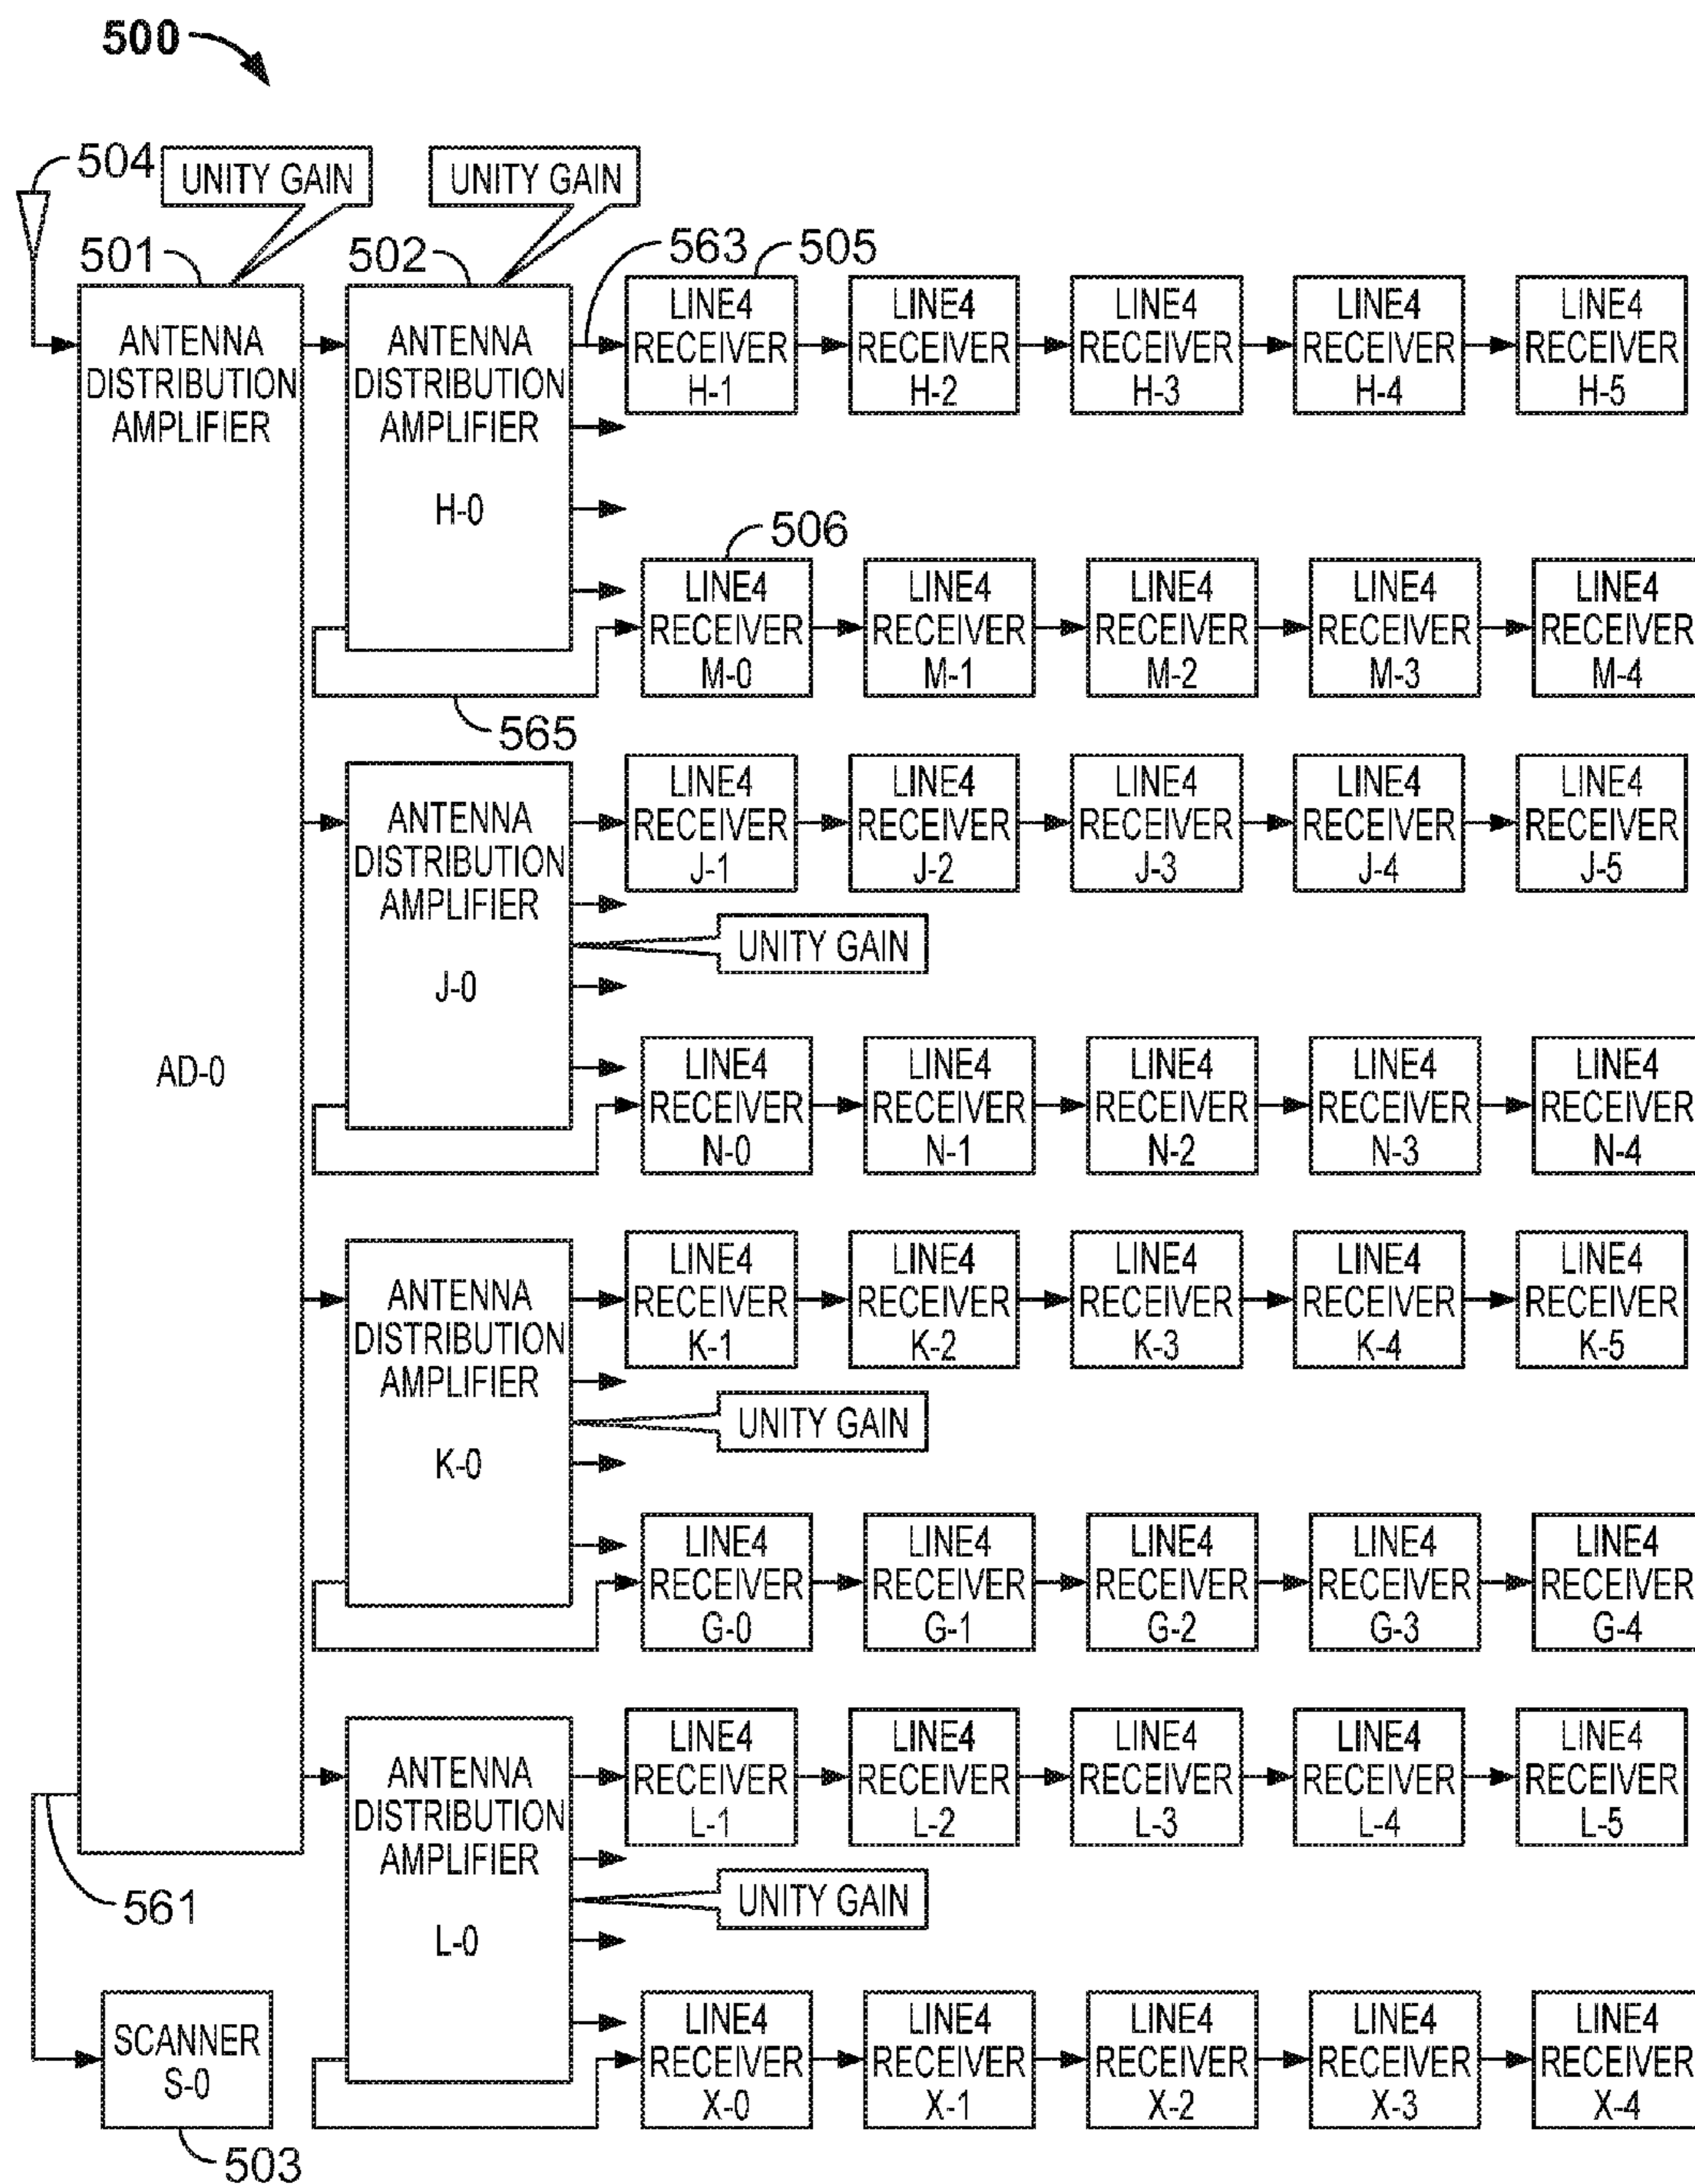 500
504
UNITY GAIN
UNITY GAIN
501
502
563
505
ANTENNA
DISTRIBUTION
AMPLIFIER
AD-0
ANTENNA
DISTRIBUTION
AMPLIFIER
H-0
LINE4
RECEIVER
H-1
LINE4
RECEIVER
H-2
LINE4
RECEIVER
H-3
LINE4
RECEIVER
H-4
LINE4
RECEIVER
H-5
506
LINE4
RECEIVER
M-0
LINE4
RECEIVER
M-1
LINE4
RECEIVER
M-2
LINE4
RECEIVER
M-3
LINE4
RECEIVER
M-4
565
ANTENNA
DISTRIBUTION
AMPLIFIER
J-0
LINE4
RECEIVER
J-1
LINE4
RECEIVER
J-2
LINE4
RECEIVER
J-3
LINE4
RECEIVER
J-4
LINE4
RECEIVER
J-5
UNITY GAIN
LINE4
RECEIVER
N-0
LINE4
RECEIVER
N-1
LINE4
RECEIVER
N-2
LINE4
RECEIVER
N-3
LINE4
RECEIVER
N-4
ANTENNA
DISTRIBUTION
AMPLIFIER
K-0
LINE4
RECEIVER
K-1
LINE4
RECEIVER
K-2
LINE4
RECEIVER
K-3
LINE4
RECEIVER
K-4
LINE4
RECEIVER
K-5
UNITY GAIN
LINE4
RECEIVER
G-0
LINE4
RECEIVER
G-1
LINE4
RECEIVER
G-2
LINE4
RECEIVER
G-3
LINE4
RECEIVER
G-4
ANTENNA
DISTRIBUTION
AMPLIFIER
L-0
LINE4
RECEIVER
L-1
LINE4
RECEIVER
L-2
LINE4
RECEIVER
L-3
LINE4
RECEIVER
L-4
LINE4
RECEIVER
L-5
UNITY GAIN
561
SCANNER
S-0
503
LINE4
RECEIVER
X-0
LINE4
RECEIVER
X-1
LINE4
RECEIVER
X-2
LINE4
RECEIVER
X-3
LINE4
RECEIVER
X-4